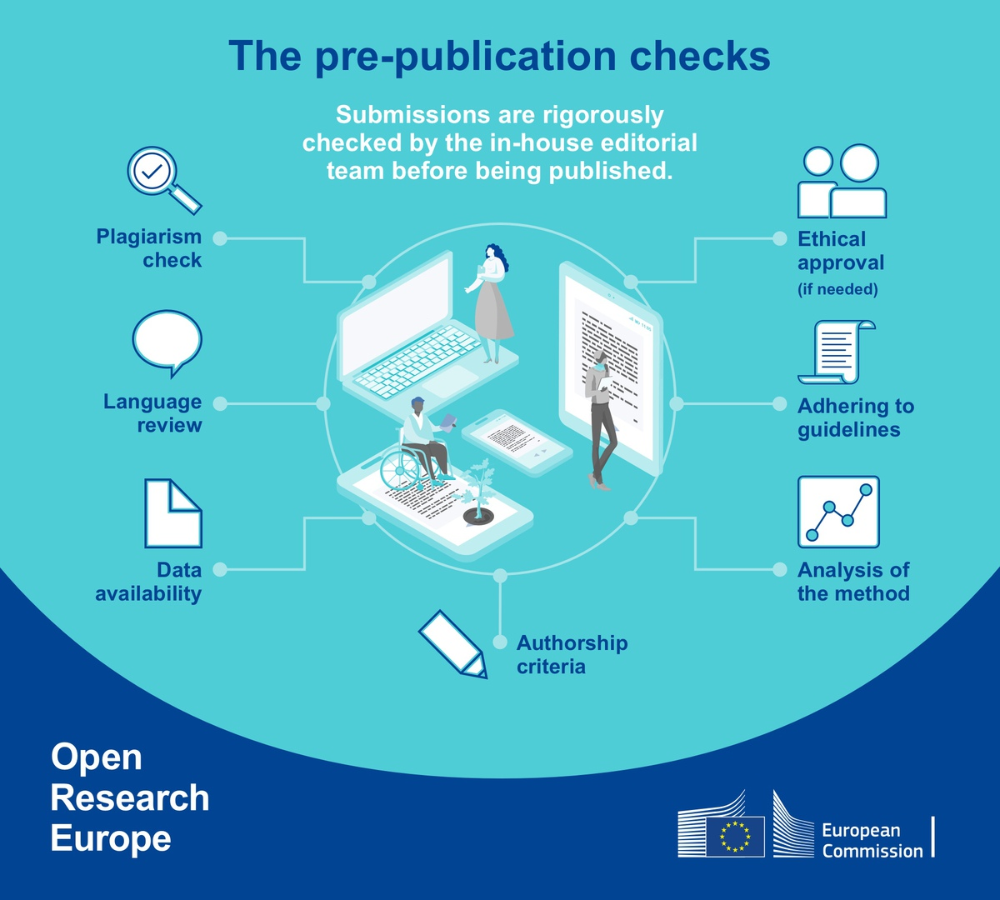 The pre-publication checks
Submissions are rigorously
checked by the in-house editorial
team before being published.
Plagiarism
check
Language
review
Data
availability
Ethical
approval
(if needed)
Adhering to
guidelines
Analysis of
the method
Authorship
criteria
Open
Research
Europe
European
Commission